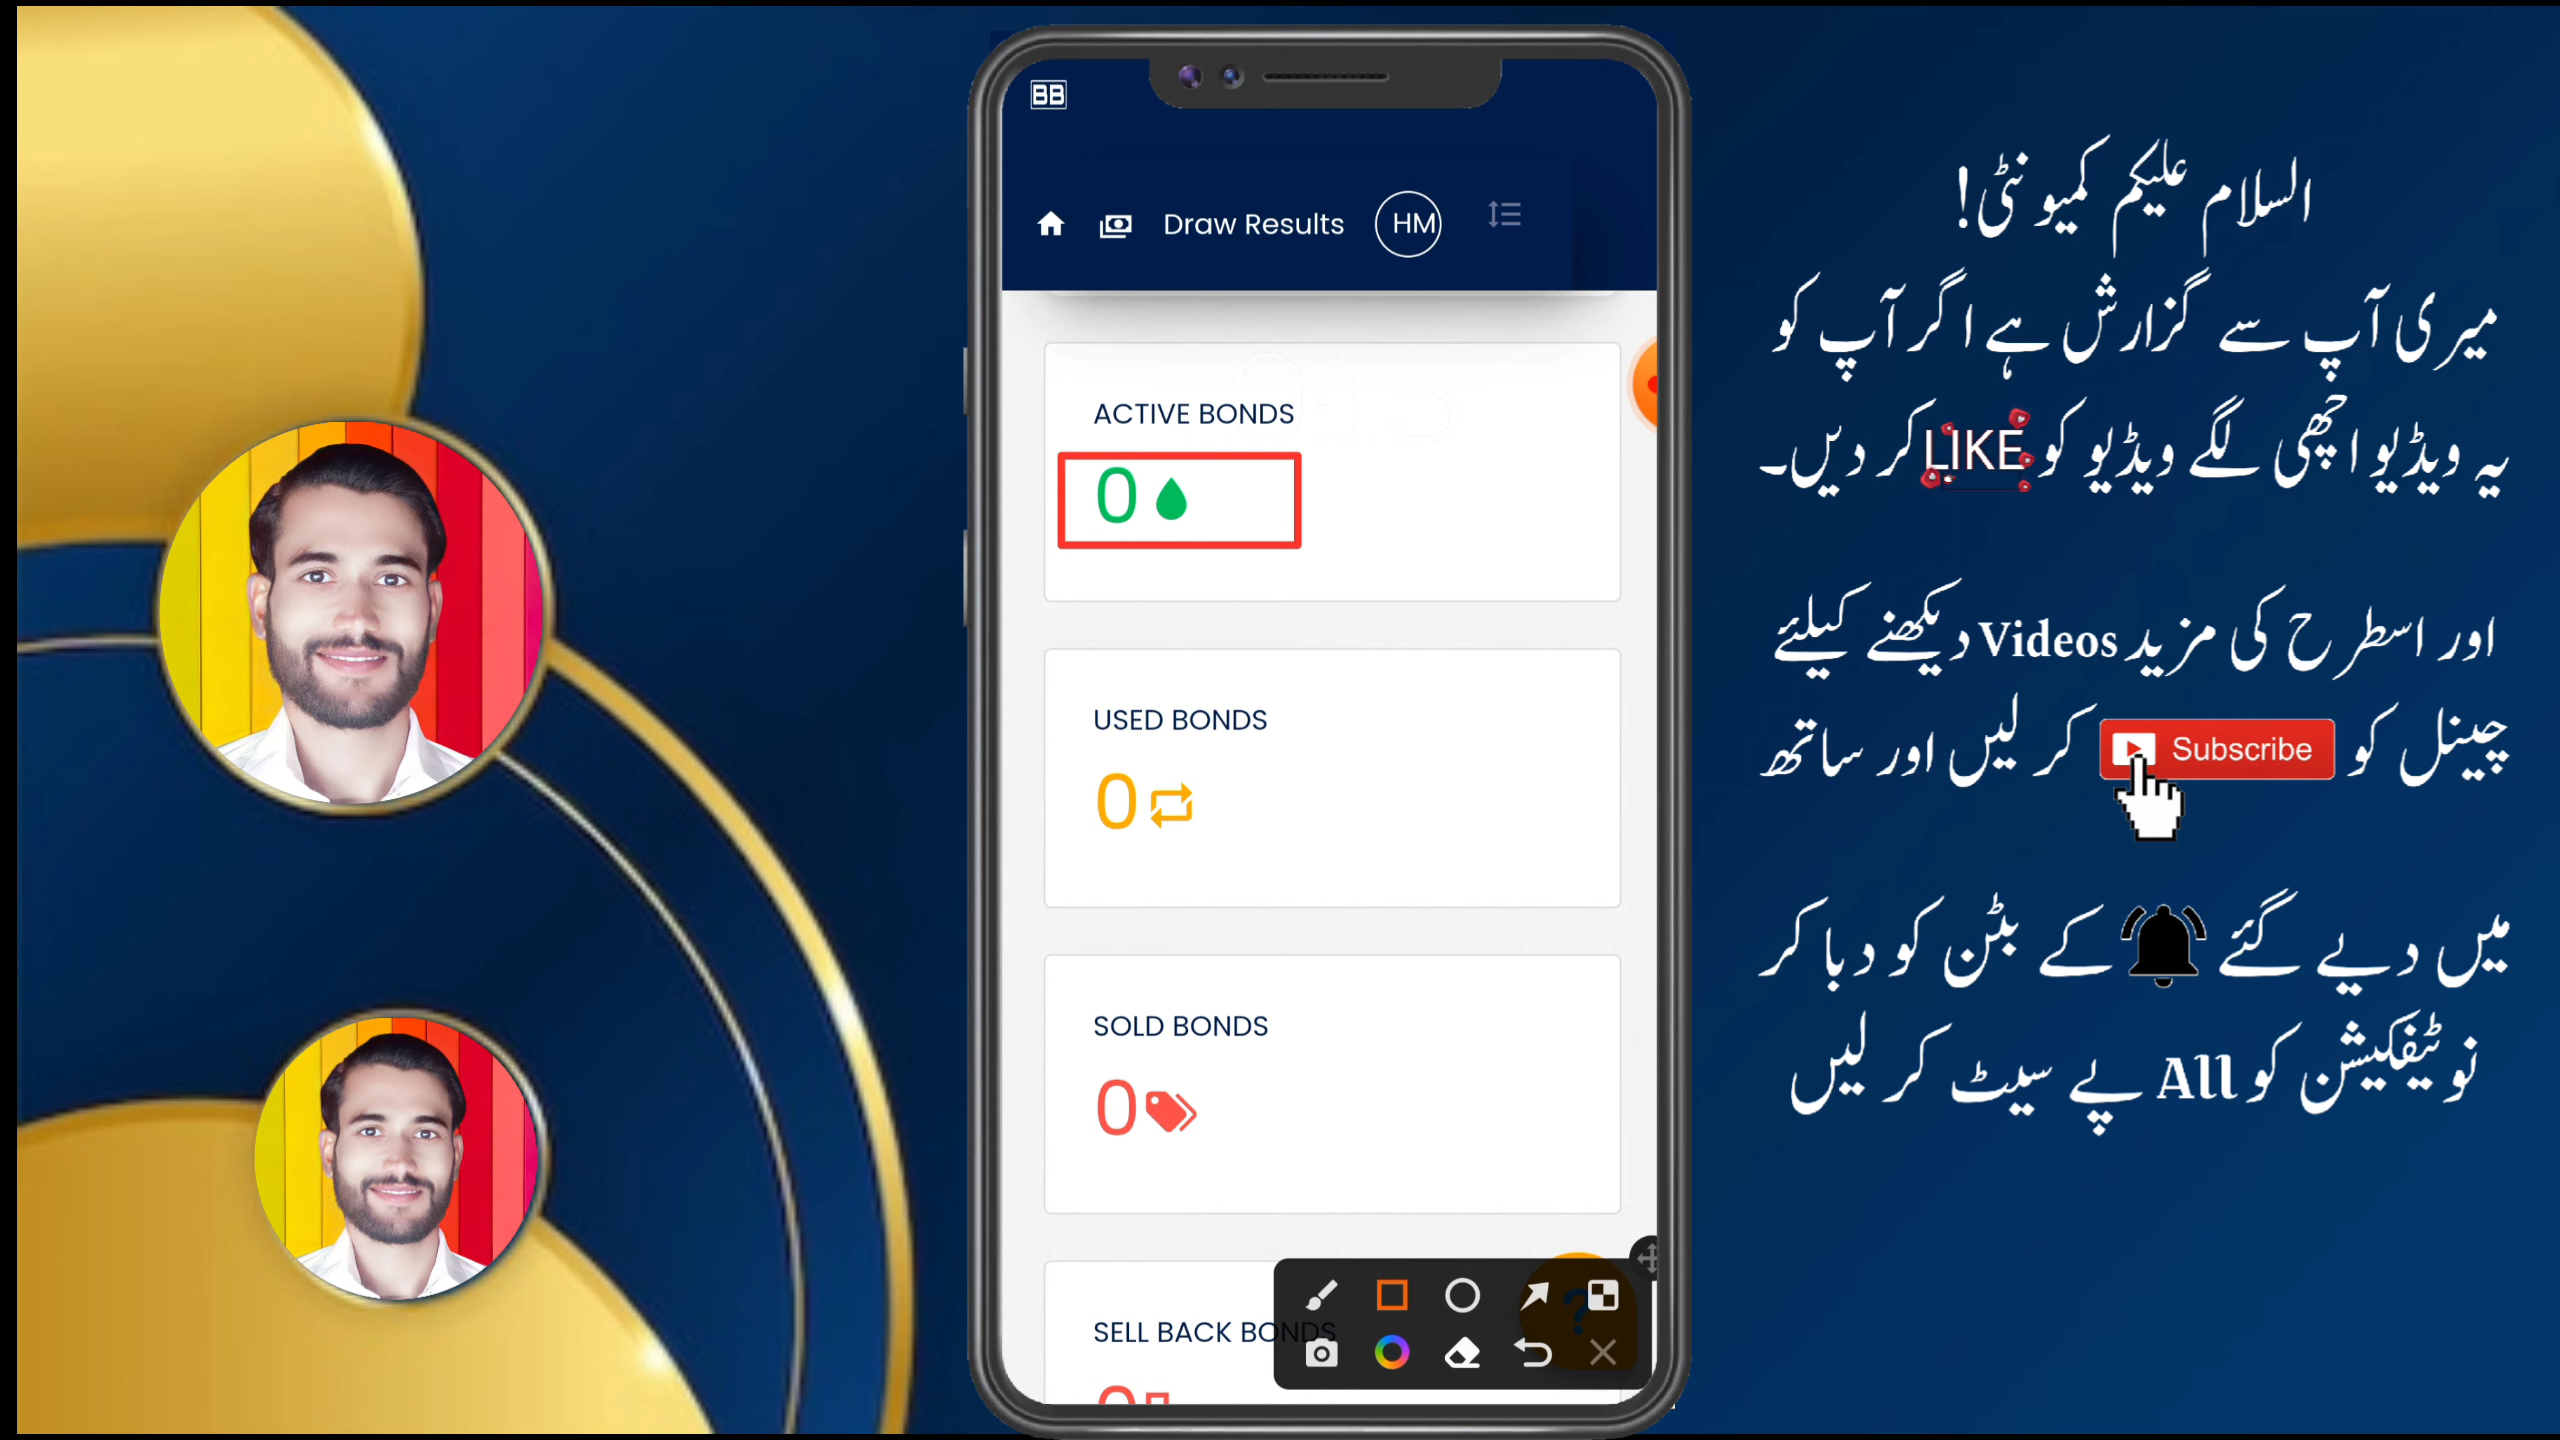 BB
Draw Results
HM
ACTIVE BONDS
0
USED BONDS
0
SOLD BONDS
0
SELL BACK BONDS
0
السلام علیکم کمیونٹی!
میری آپ سے گزارش ہے اگر آپ کو
یہ ویڈیو اچھی لگے ویڈیو کو LIKE کر دیں۔
اور اسطرح کی مزید Videos دیکھنے کیلئے
چینل کو Subscribe کر لیں اور ساتھ
میں دیے گئے کے بٹن کو دبا کر
نوٹیفکیشن کو All پے سیٹ کر لیں